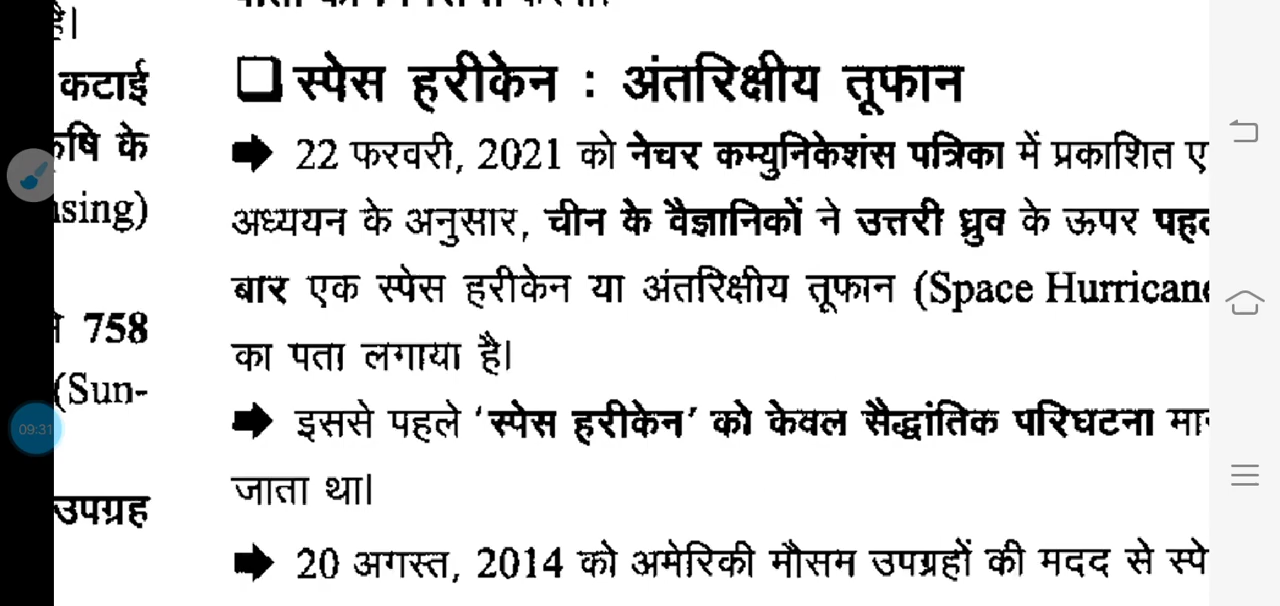 है।
कटाई
के
758
(Sun-
उपग्रह
❑ स्पेस हरीकेन : अंतरिक्षीय तूफान
➡ 22 फरवरी, 2021 को नेचर कम्युनिकेशंस पत्रिका में प्रकाशित
अध्ययन के अनुसार, चीन के वैज्ञानिकों ने उत्तरी ध्रुव के ऊपर
बार एक स्पेस हरीकेन या अंतरिक्षीय तूफान (Space Hurricane
का पता लगाया है।
➡ इससे पहले ‘स्पेस हरीकेन’ को केवल सैद्धांतिक परिघटना
जाता था।
➡ 20 अगस्त, 2014 को अमेरिकी मौसम उपग्रहों की मदद से
09:31